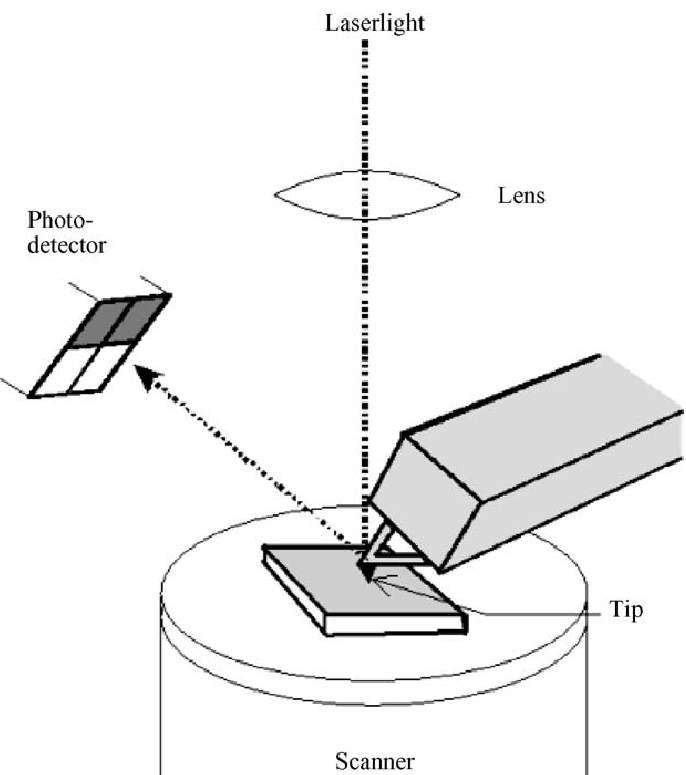 Laserlight
Lens
Photo-
detector
Tip
Scanner